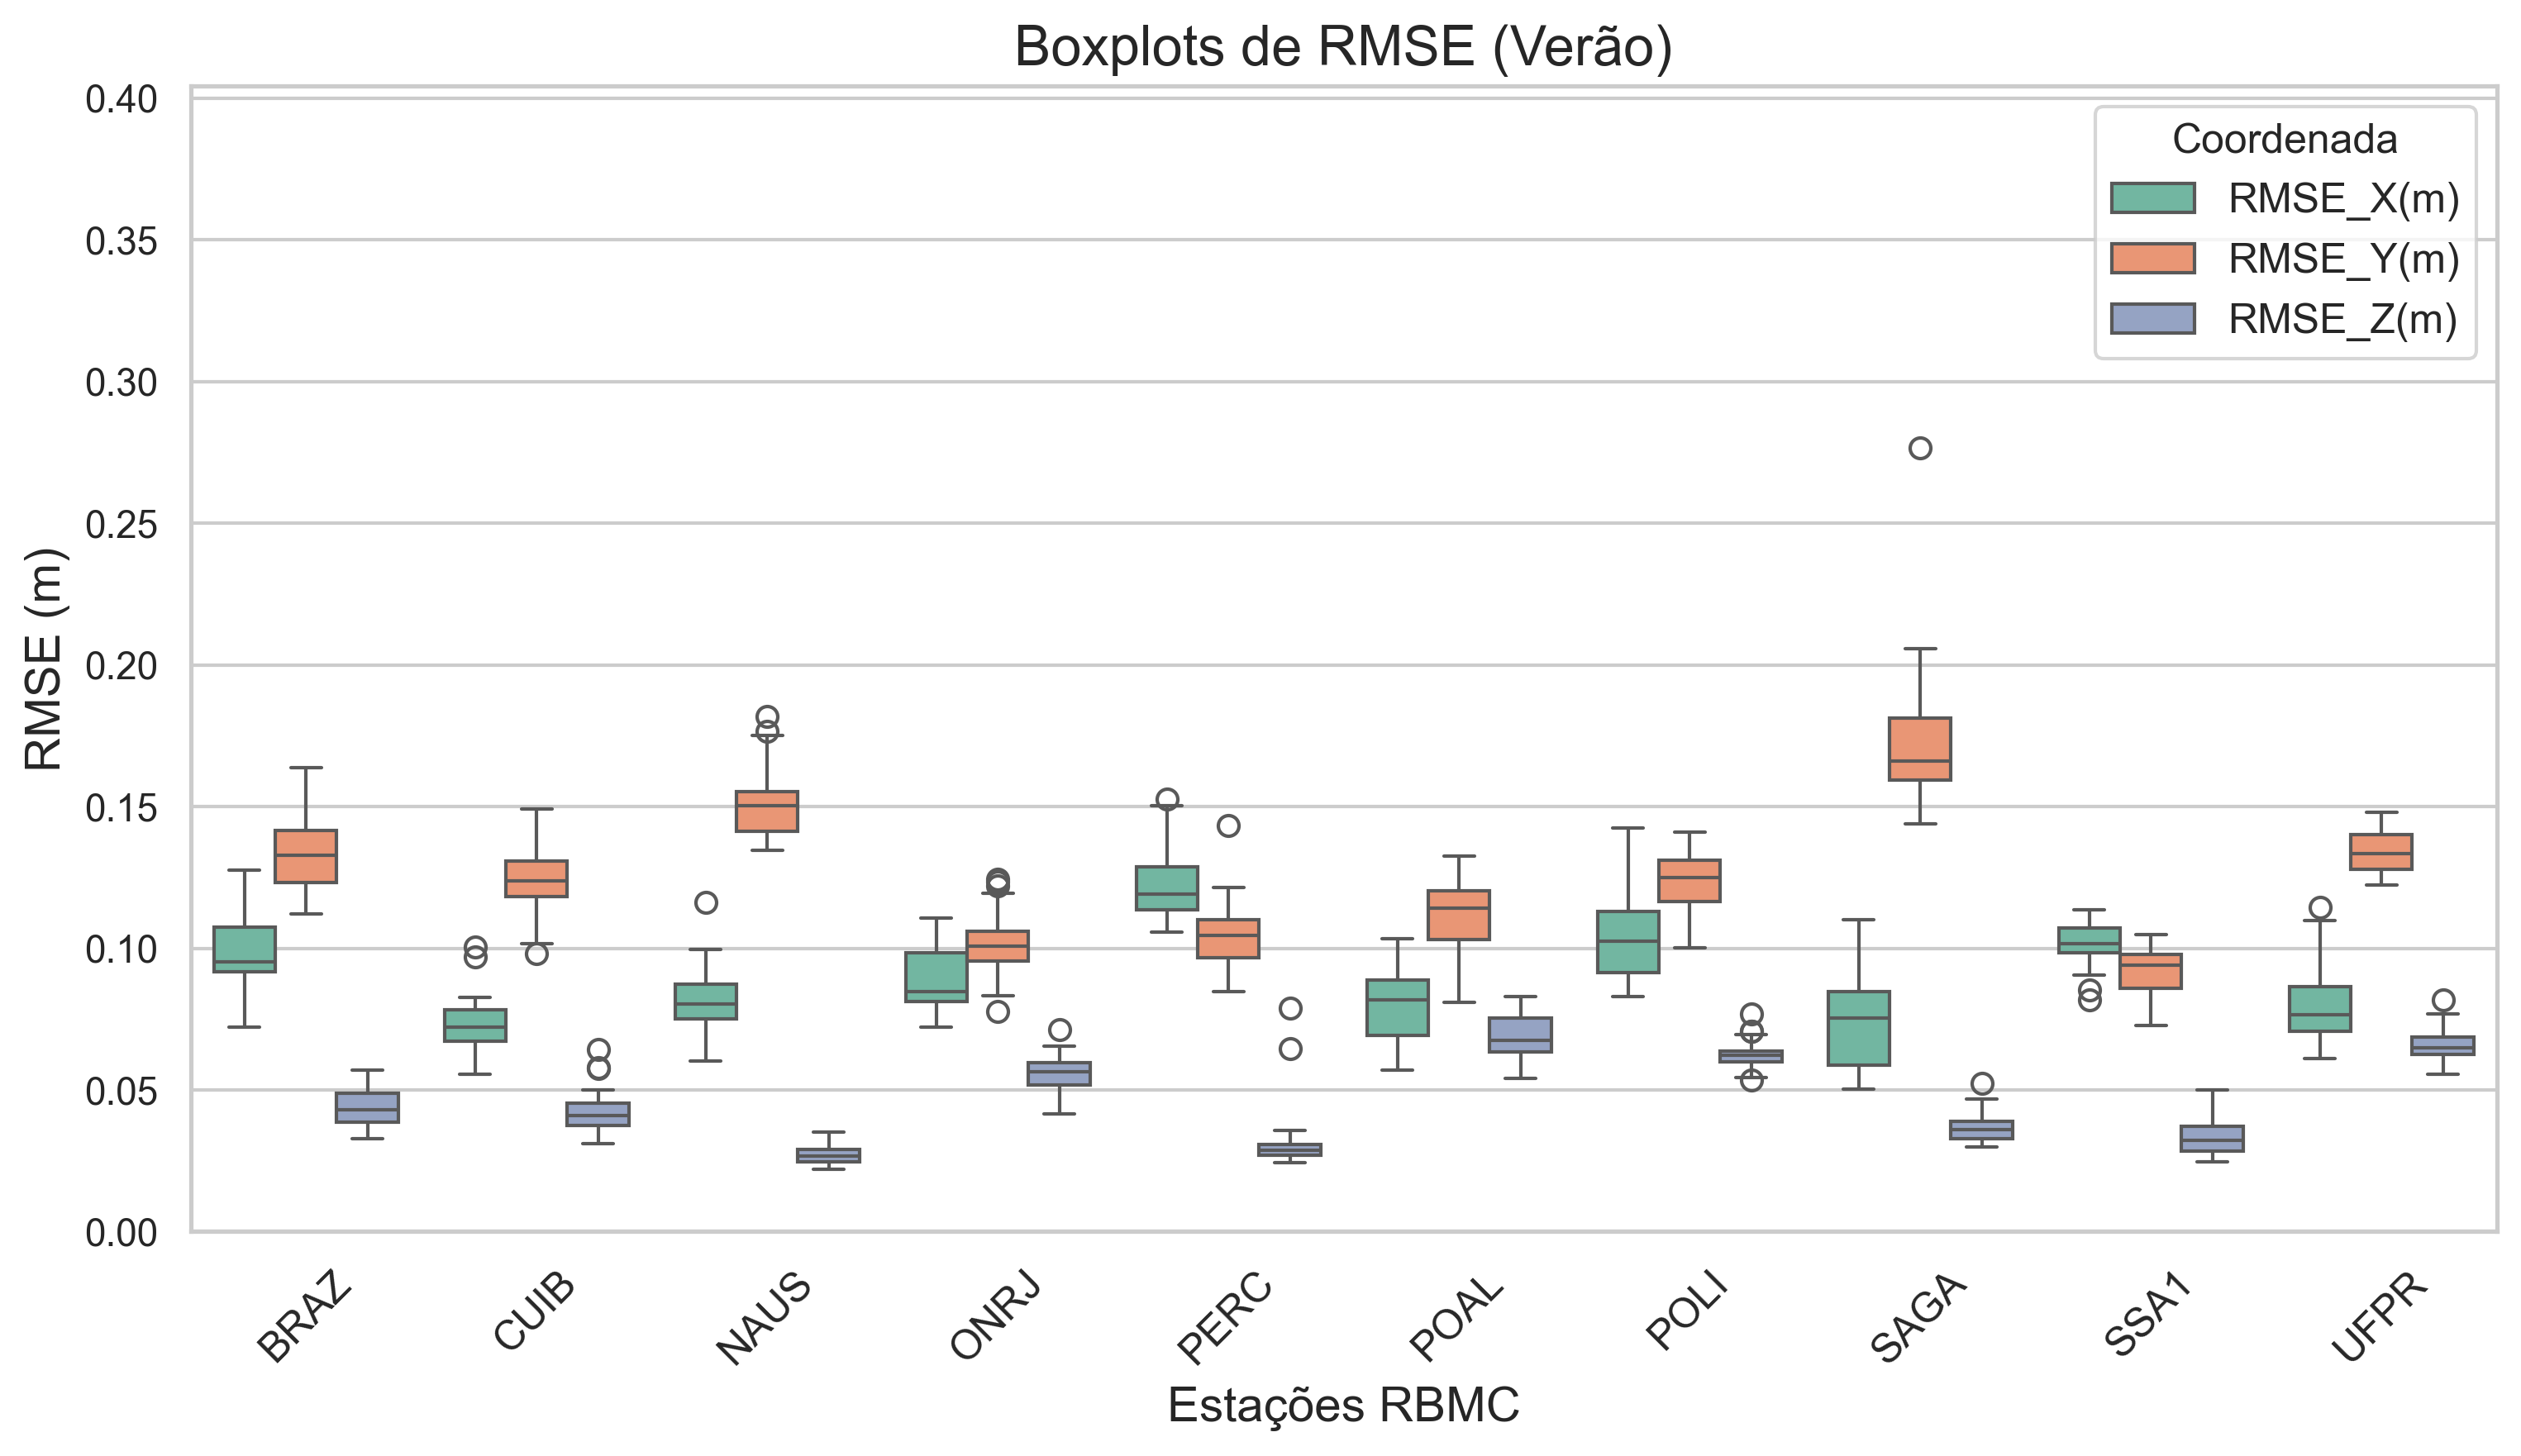 Boxplots de RMSE (Verão)
0.40
0.35
0.30
0.25
0.20
0.15
0.10
0.05
0.00
RMSE (m)
Coordenada
RMSE_X(m)
RMSE_Y(m)
RMSE_Z(m)
BRAZ
CUIB
NAUS
ONRJ
PERC
POAL
POLI
SAGA
SSA1
UFPR
Estações RBMC